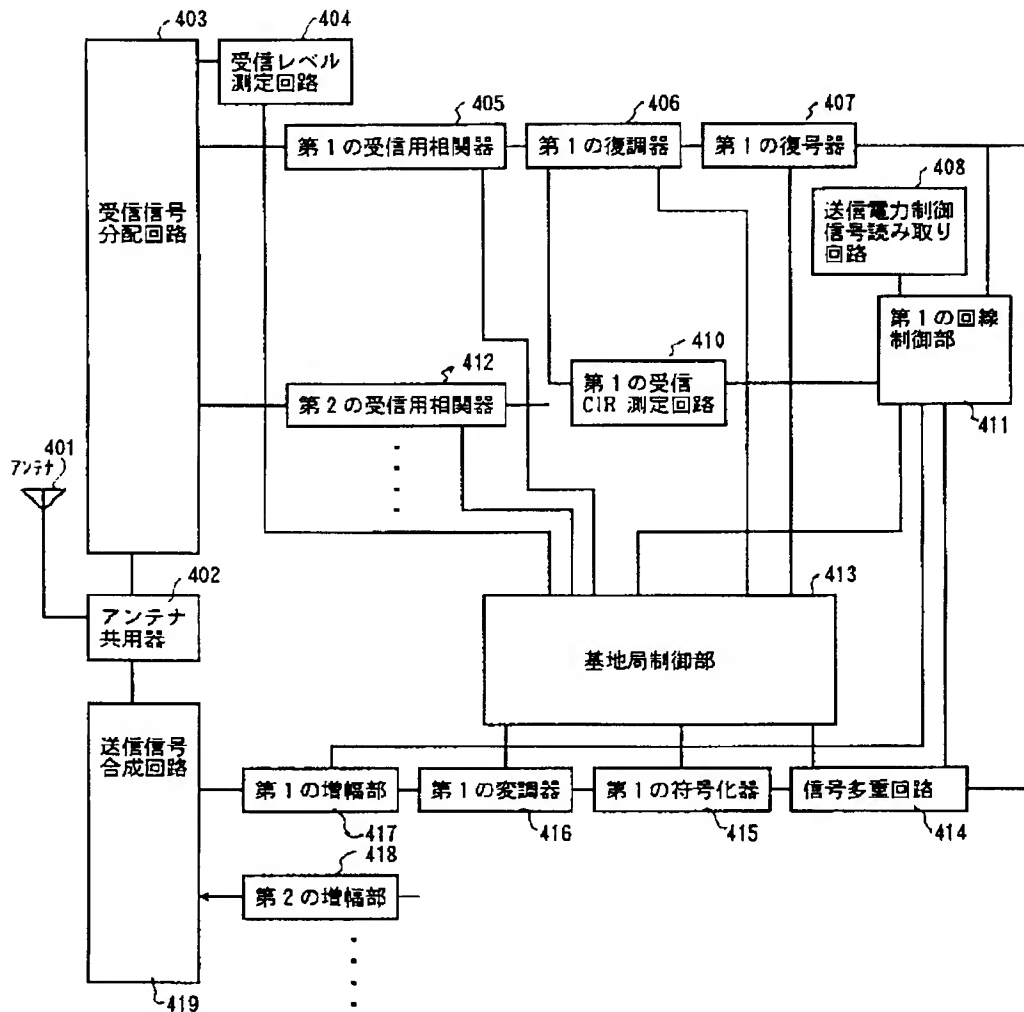 403
404
受信レベル
測定回路
405
406
407
第1の受信用相関器
第1の復調器
第1の復号器
408
受信信号
分配回路
送信電力制御
信号読み取り
回路
第1の回線
制御部
410
412
第1の受信
CIR 測定回路
第2の受信用相関器
411
401
アンテナ
402
413
アンテナ
共用器
基地局制御部
送信信号
合成回路
第1の増幅部
第1の変調器
第1の符号化器
信号多重回路
417
416
415
414
418
第2の増幅部
419